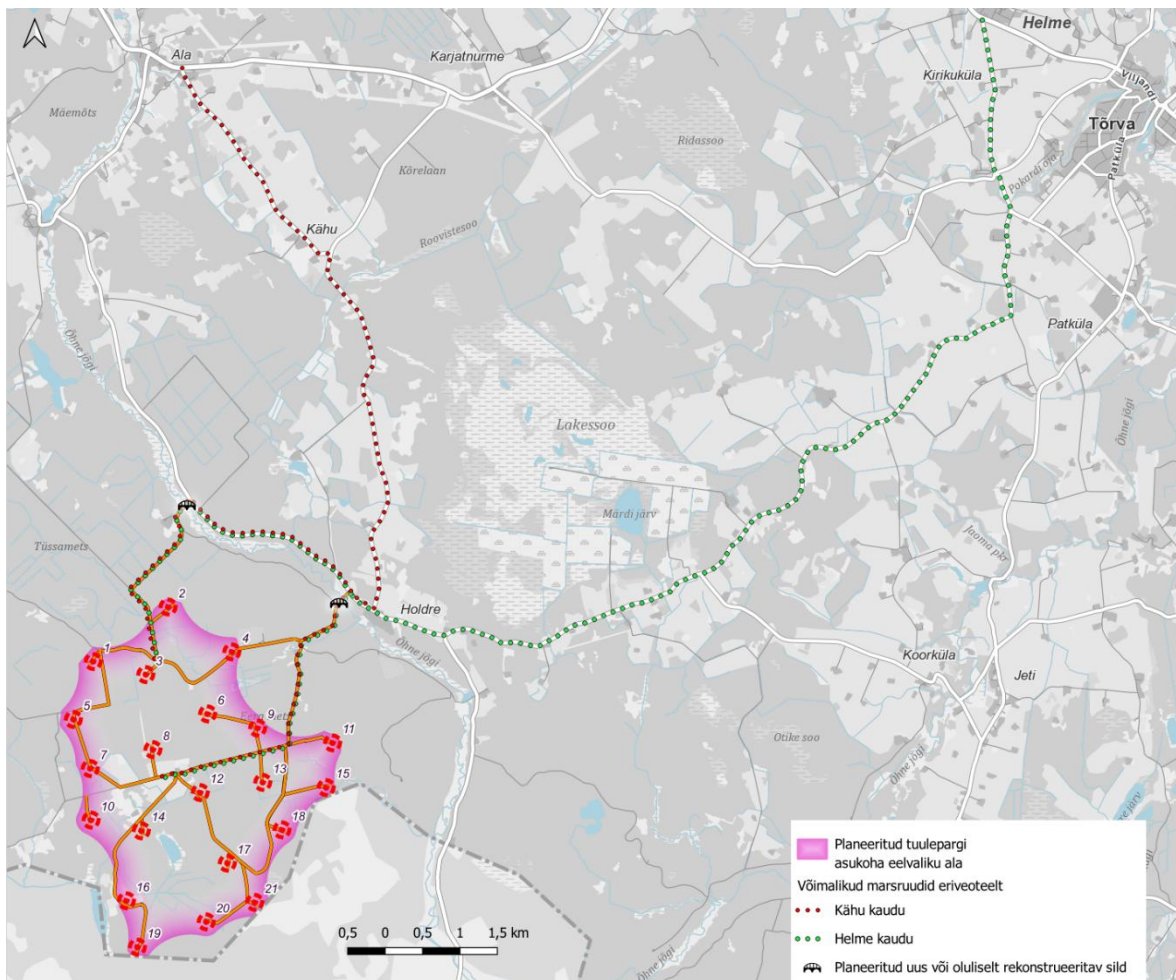 Helme
Ala
Karjatnurme
Kirikuküla
Viljandi
Mäemõts
Ridassoo
Tõrva
Patküla
Kõrelaan
Pokardi oja
Kähu
Roovistesoo
Õhne jõgi
Patküla
Lakessoo
Õhne jõgi
Märdi järv
Tüssamets
Jaama pkr
Holdre
Õhne jõgi
Koorküla
Jeti
Otike soo
Õhne jõgi
2
1
3
4
5
6
9
11
7
8
12
13
15
10
14
18
17
16
21
20
19
0,5 0 0,5 1 1,5 km
Planeeritud tuulepargi
asukoha eelvaliku ala
Võimalikud marsruudid eriveoteelt
Kähu kaudu
Helme kaudu
Planeeritud uus või oluliselt rekonstrueeritav sild